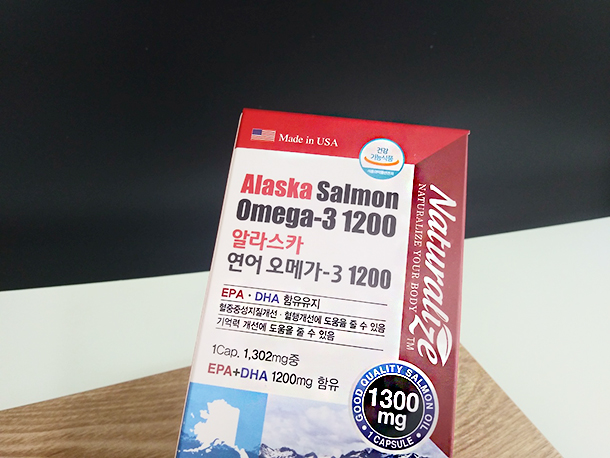 Made in USA
건강
기능식품
Alaska Salmon
Omega-3 1200
알라스카
연어 오메가-3 1200
EPA · DHA 함유유지
혈중중성지질개선 · 혈행개선에 도움을 줄 수 있음
기억력 개선에 도움을 줄 수 있음
1Cap. 1,302mg중
EPA+DHA 1200mg 함유
Naturalize
NATURALIZE YOUR BODY
TM
GOOD QUALITY SALMON OIL
1300
mg
1 CAPSULE